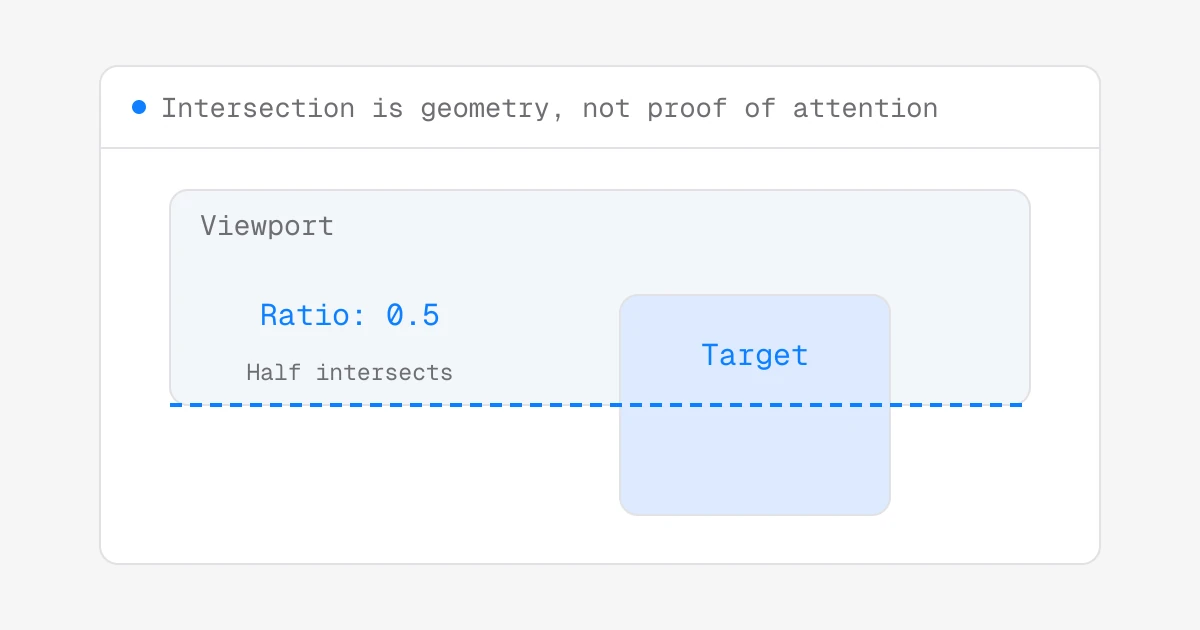 Intersection is geometry, not proof of attention
Viewport
Ratio: 0.5
Target
Half intersects